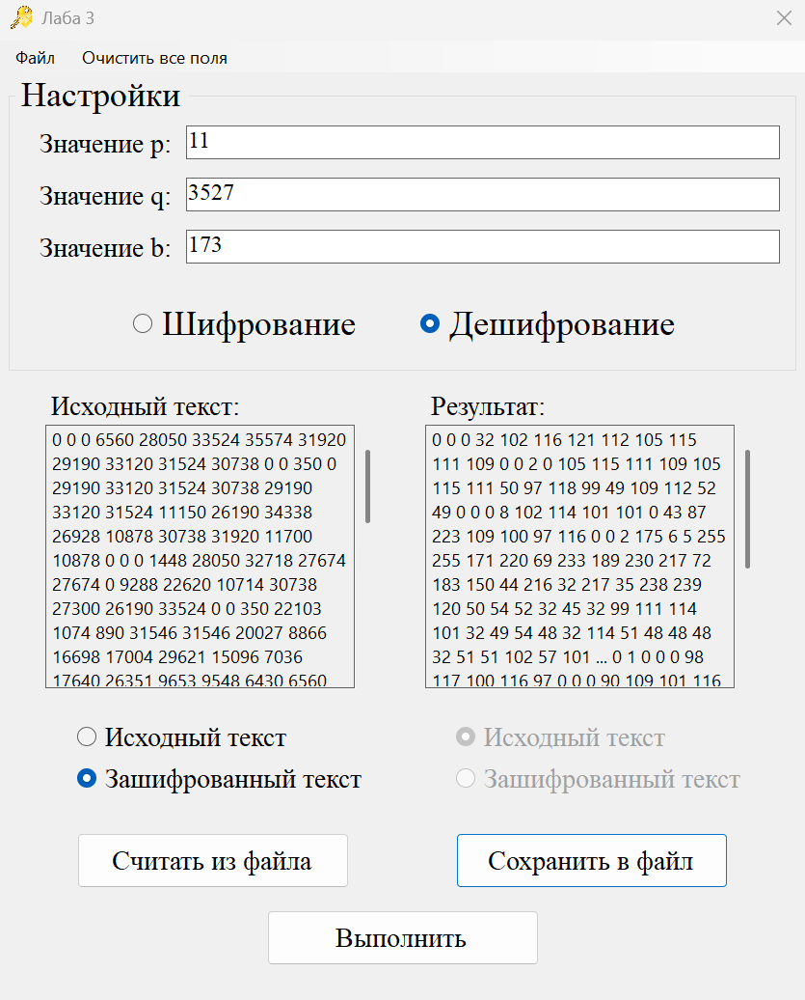 Лаба 3
Файл Очистить все поля
Настройки
Значение p: 11
Значение q: 3527
Значение b: 173
Шифрование Дешифрование
Исходный текст:
0 0 0 6560 28050 33524 35574 31920
29190 33120 31524 30738 0 0 350 0
29190 33120 31524 30738 29190
33120 31524 11150 26190 34338
26928 10878 30738 31920 11700
10878 0 0 0 1448 28050 32718 27674
27674 0 9288 22620 10714 30738
27300 26190 33524 0 0 350 22103
1074 890 31546 31546 20027 8866
16698 17004 29621 15096 7036
17640 26351 9653 9548 6430 6560
Результат:
0 0 0 32 102 116 121 112 105 115
111 109 0 0 2 0 105 115 111 109 105
115 111 50 97 118 99 49 109 112 52
49 0 0 0 8 102 114 101 101 0 43 87
223 109 100 97 116 0 0 2 175 6 5 255
255 171 220 69 233 189 230 217 72
183 150 44 216 32 217 35 238 239
120 50 54 52 32 45 32 99 111 114
101 32 49 54 48 32 114 51 48 48 48
32 51 51 102 57 101 ... 0 1 0 0 0 98
117 100 116 97 0 0 0 90 109 101 116
Исходный текст
Зашифрованный текст
Исходный текст
Зашифрованный текст
Считать из файла
Сохранить в файл
Выполнить